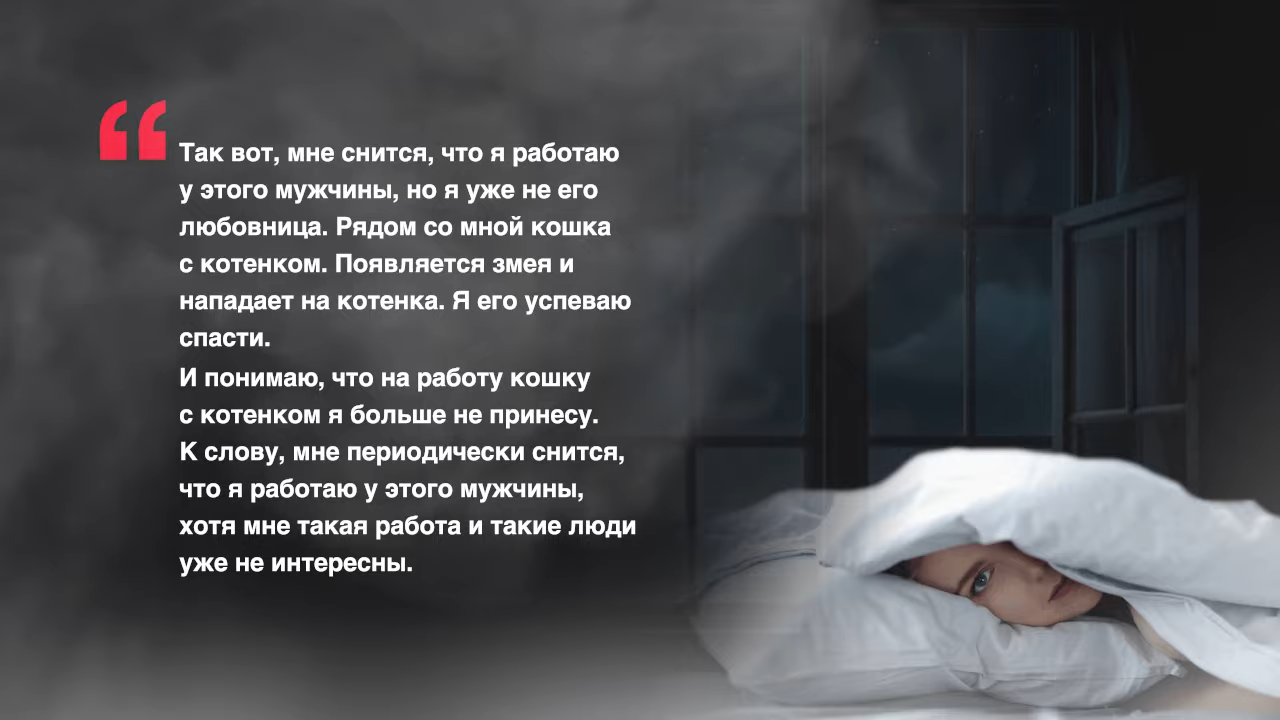 “
Так вот, мне снится, что я работаю
у этого мужчины, но я уже не его
любовница. Рядом со мной кошка
с котенком. Появляется змея и
нападает на котенка. Я его успеваю
спасти.
И понимаю, что на работу кошку
с котенком я больше не принесу.
К слову, мне периодически снится,
что я работаю у этого мужчины,
хотя мне такая работа и такие люди
уже не интересны.